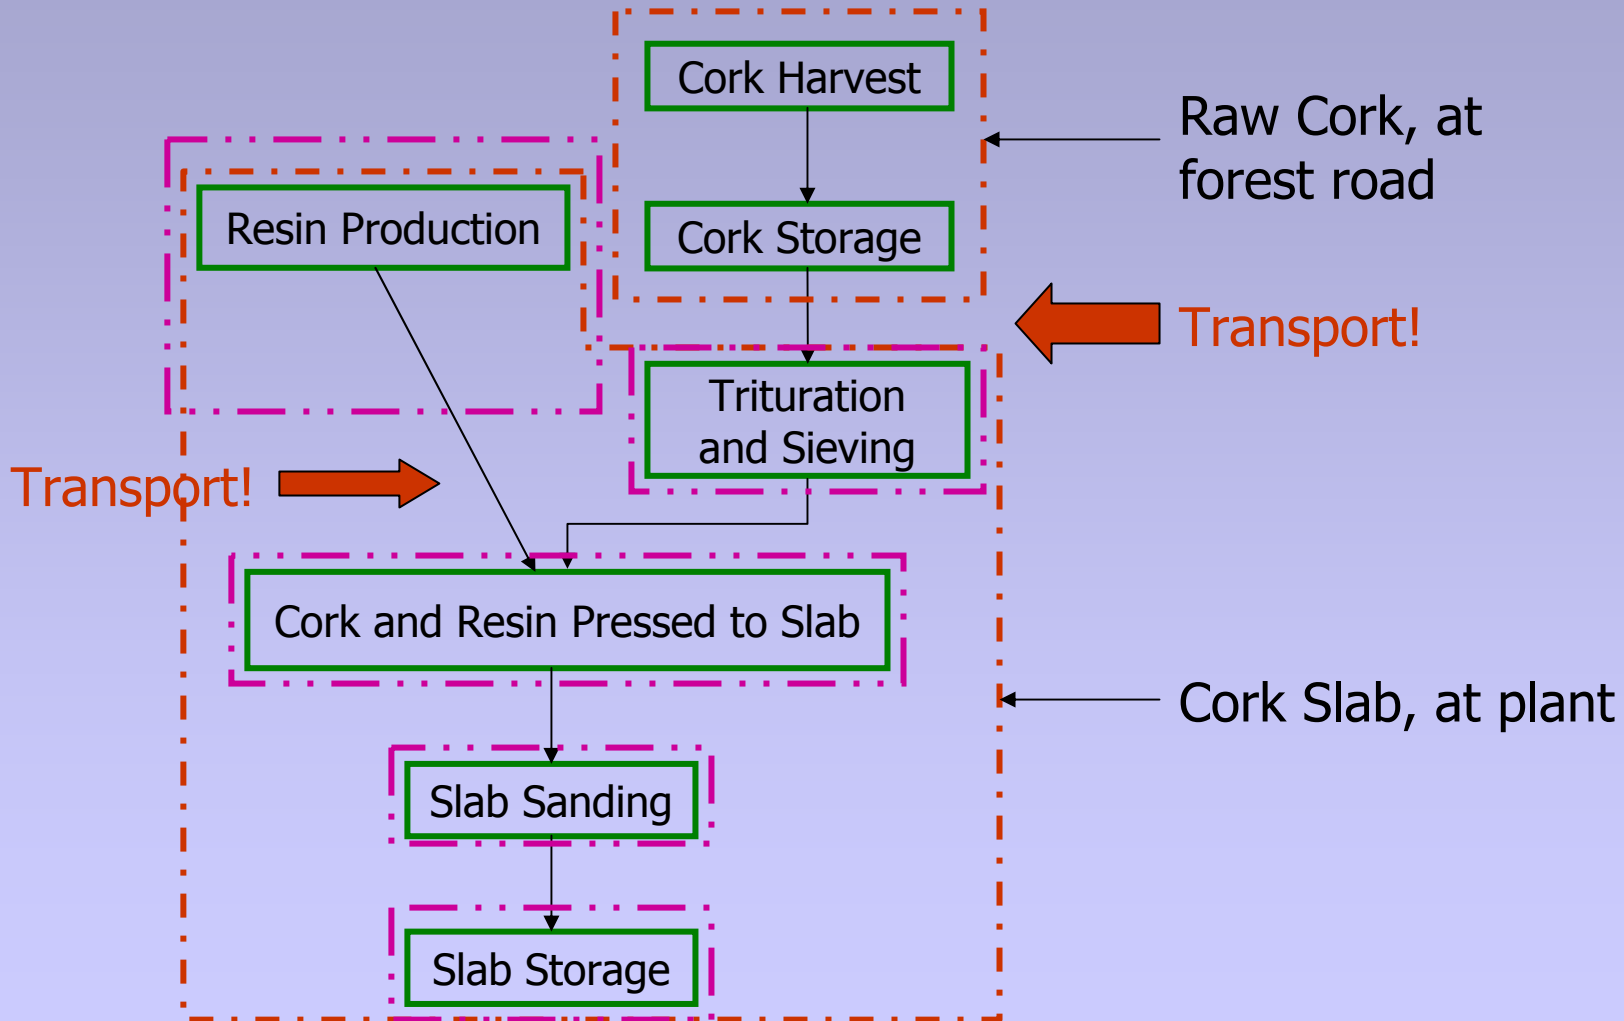 Cork Harvest
Raw Cork, at
forest road
Resin Production
Cork Storage
Transport!
Trituration
and Sieving
Transport!
Cork and Resin Pressed to Slab
Cork Slab, at plant
Slab Sanding
Slab Storage